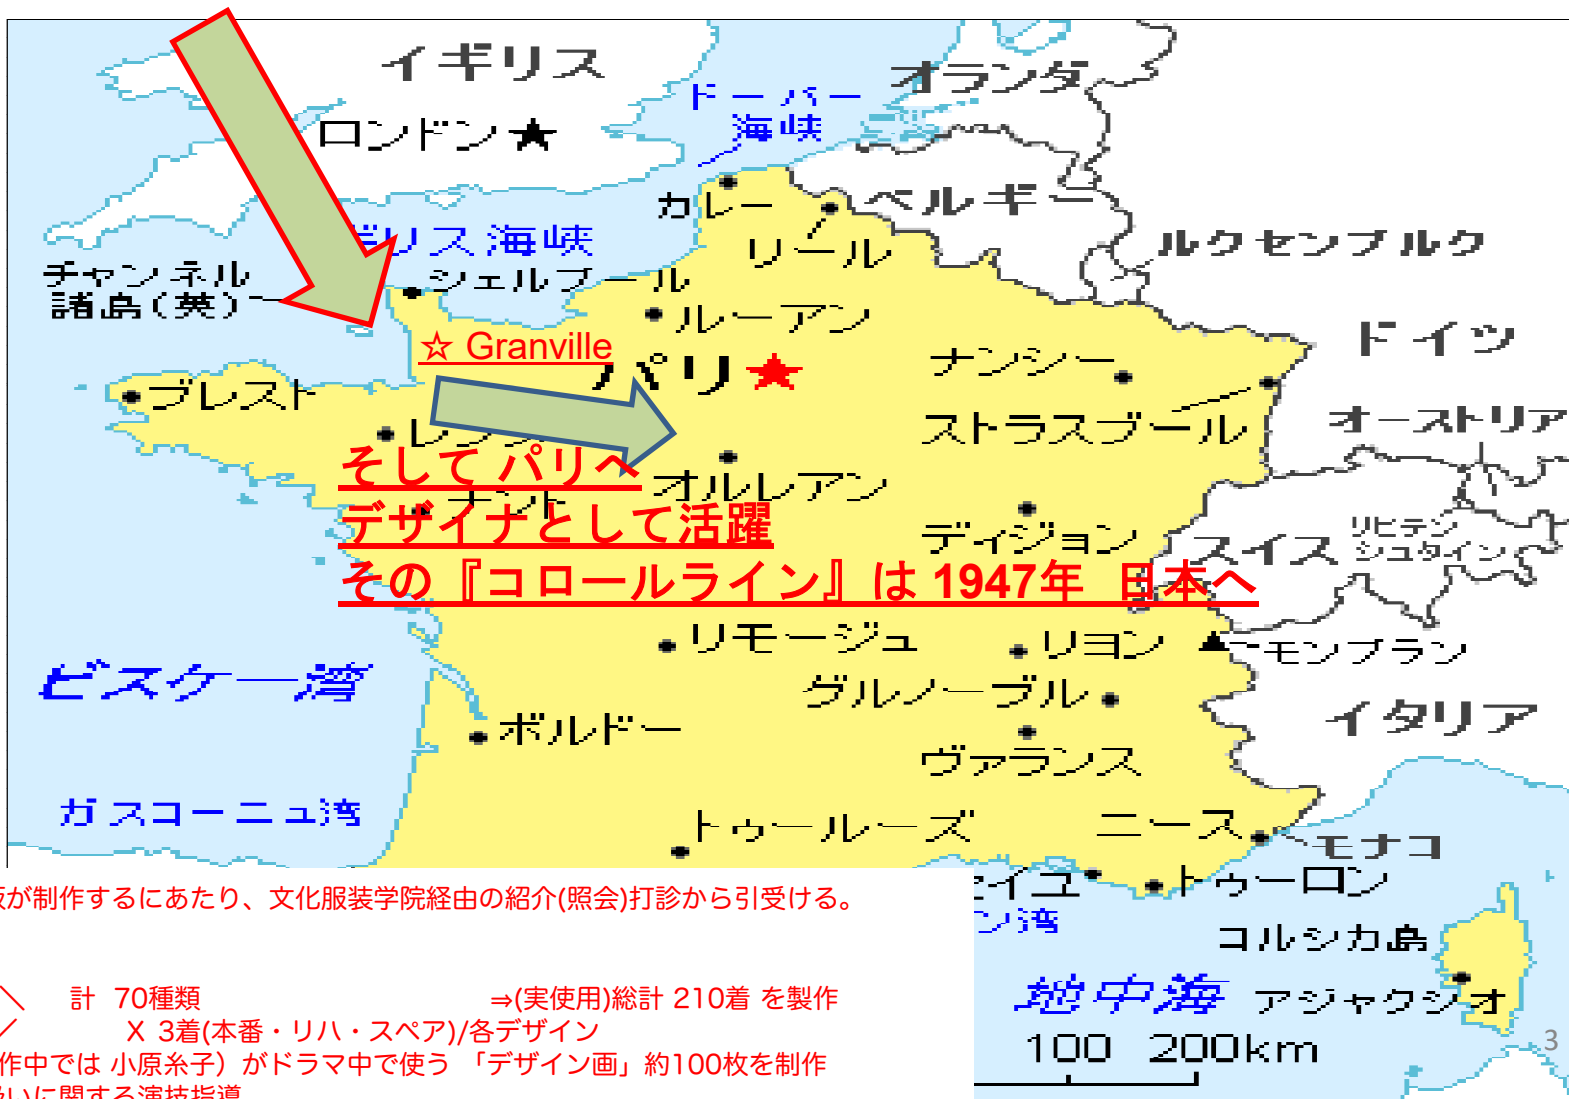 イギリス
オランダ
ドーバー
海峡
ロンドン★
カレー
ベルギー
リス海峡
リール
ルクセンブルク
チャンネル
諸島(英)
シェルブール
ルーアン
☆ Granville
ドイツ
パリ★
ナンシー
ブレスト
ストラスブール
オーストリア
そして パリへ
オルレアン
デザイナとして活躍
ディジョン
スイス
リヒテン
シュタイン
その『コロールライン』は 1947年 日本へ
リモージュ
リヨン
モンブラン
ビスケー湾
グルノーブル
イタリア
ボルドー
ヴァランス
ガスコーニュ湾
トゥールーズ
ニース
モナコ
イユ
トゥーロン
が制作するにあたり、文化服装学院経由の紹介(照会)打診から引受ける。
ン湾
コルシカ島
計 70種類 ⇒(実使用)総計 210着 を製作
地中海
アジャクシオ
X 3着(本番・リハ・スペア)/各デザイン
100 200km
3
作中では 小原糸子）がドラマ中で使う 「デザイン画」約100枚を制作
いに関する演技指導